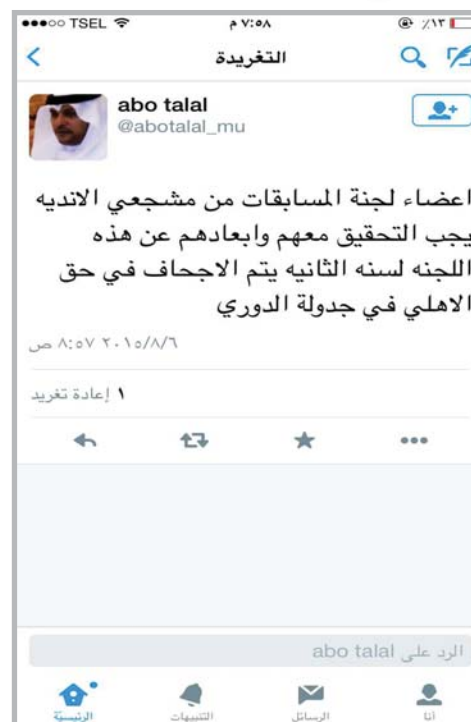 TSEL ٧:٥٨ م ٪١٣
التغريدة
abo talal
@abotalal_mu
اعضاء لجنة المسابقات من مشجعي الانديه
يجب التحقيق معهم وابعادهم عن هذه
اللجنه لسنه الثانيه يتم الاجحاف في حق
الاهلي في جدولة الدوري
٢٠١٥/٨/٦ ٨:٥٧ ص
١ إعادة تغريد
الرد على abo talal
الرئيسية التنبيهات الرسائل أنا